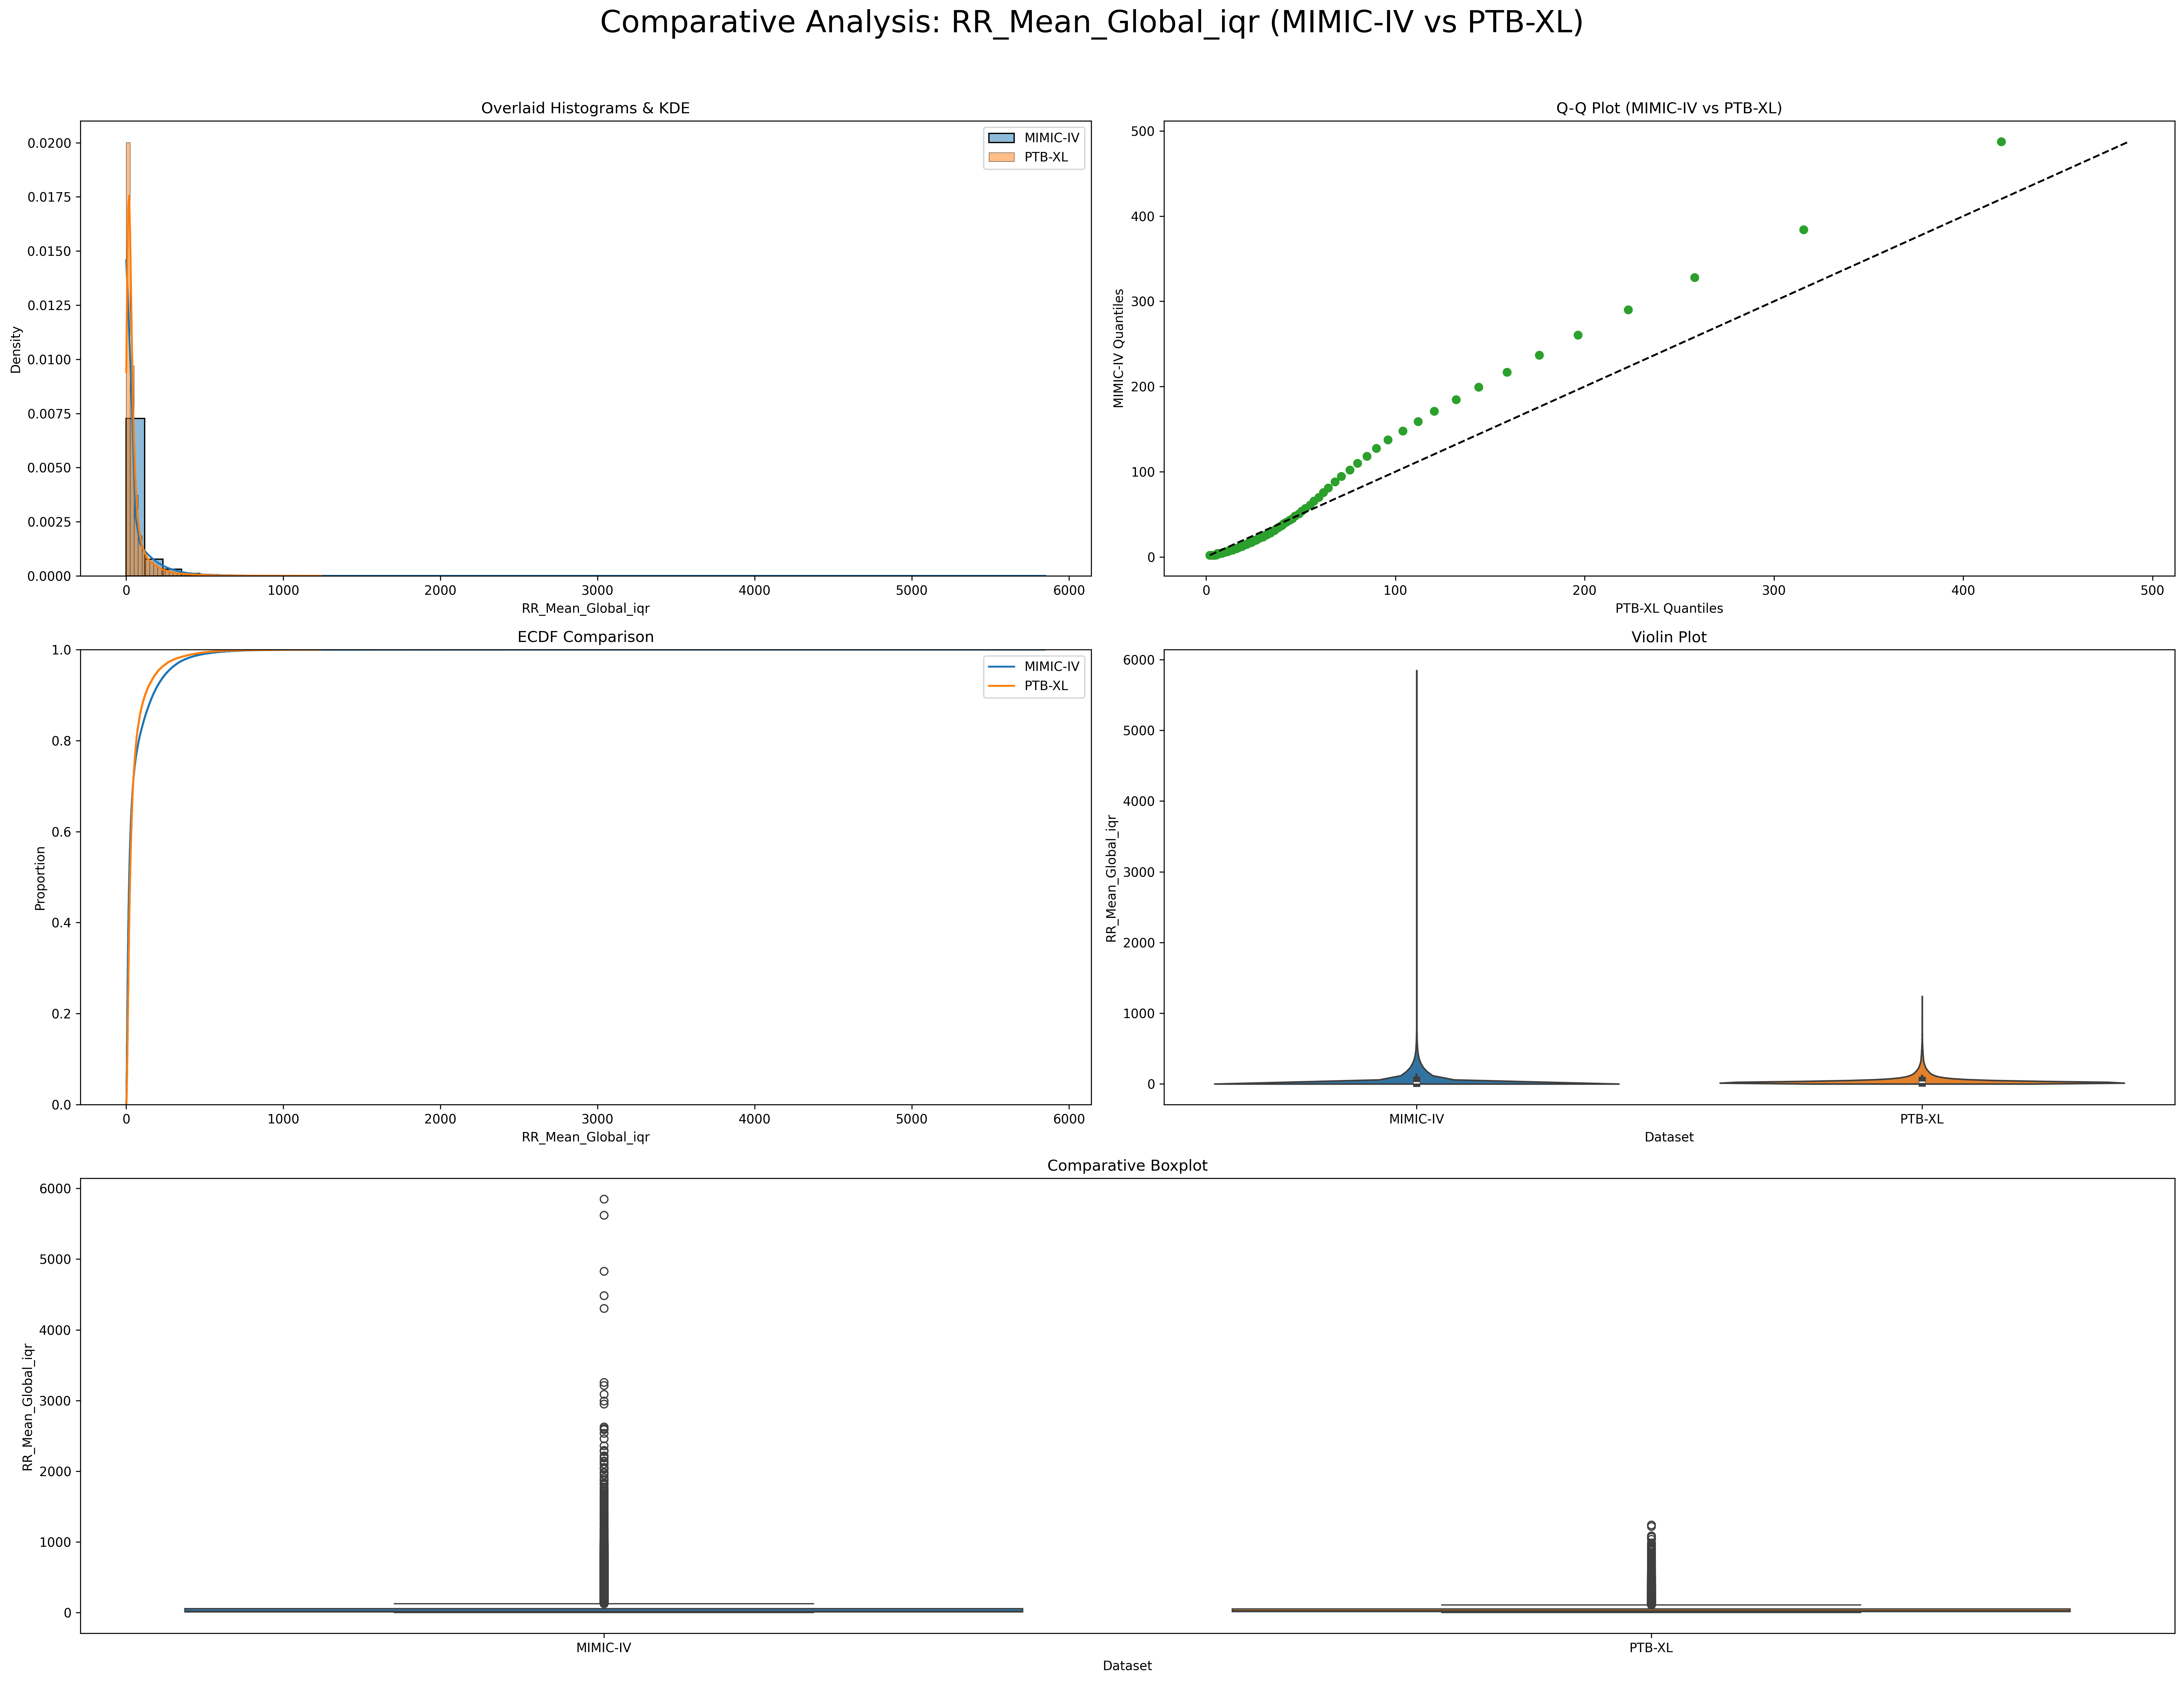 Comparative Analysis: RR_Mean_Global_iqr (MIMIC-IV vs PTB-XL)
Overlaid Histograms & KDE
Density
0.0200
0.0175
0.0150
0.0125
0.0100
0.0075
0.0050
0.0025
0.0000
MIMIC-IV
PTB-XL
0 1000 2000 3000 4000 5000 6000
RR_Mean_Global_iqr
Q-Q Plot (MIMIC-IV vs PTB-XL)
MIMIC-IV Quantiles
500
400
300
200
100
0
0 100 200 300 400 500
PTB-XL Quantiles
ECDF Comparison
Proportion
1.0
0.8
0.6
0.4
0.2
0.0
MIMIC-IV
PTB-XL
0 1000 2000 3000 4000 5000 6000
RR_Mean_Global_iqr
Violin Plot
RR_Mean_Global_iqr
6000
5000
4000
3000
2000
1000
0
MIMIC-IV PTB-XL
Dataset
Comparative Boxplot
RR_Mean_Global_iqr
6000
5000
4000
3000
2000
1000
0
MIMIC-IV PTB-XL
Dataset